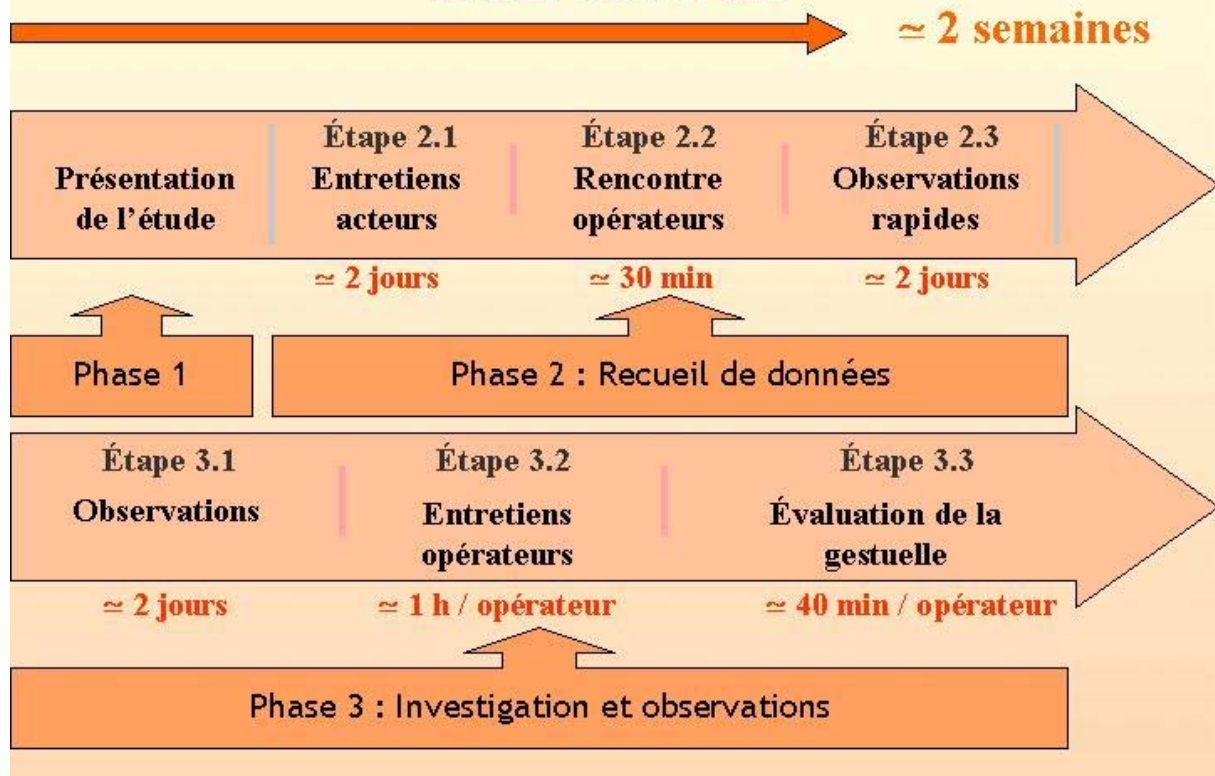 ≃ 2 semaines
Étape 2.1
Étape 2.2
Étape 2.3
Présentation
de l’étude
Entretiens
acteurs
Rencontre
opérateurs
Observations
rapides
≃ 2 jours
≃ 30 min
≃ 2 jours
Phase 1
Phase 2 : Recueil de données
Étape 3.1
Étape 3.2
Étape 3.3
Observations
Entretiens
opérateurs
Évaluation de la
gestuelle
≃ 2 jours
≃ 1 h / opérateur
≃ 40 min / opérateur
Phase 3 : Investigation et observations